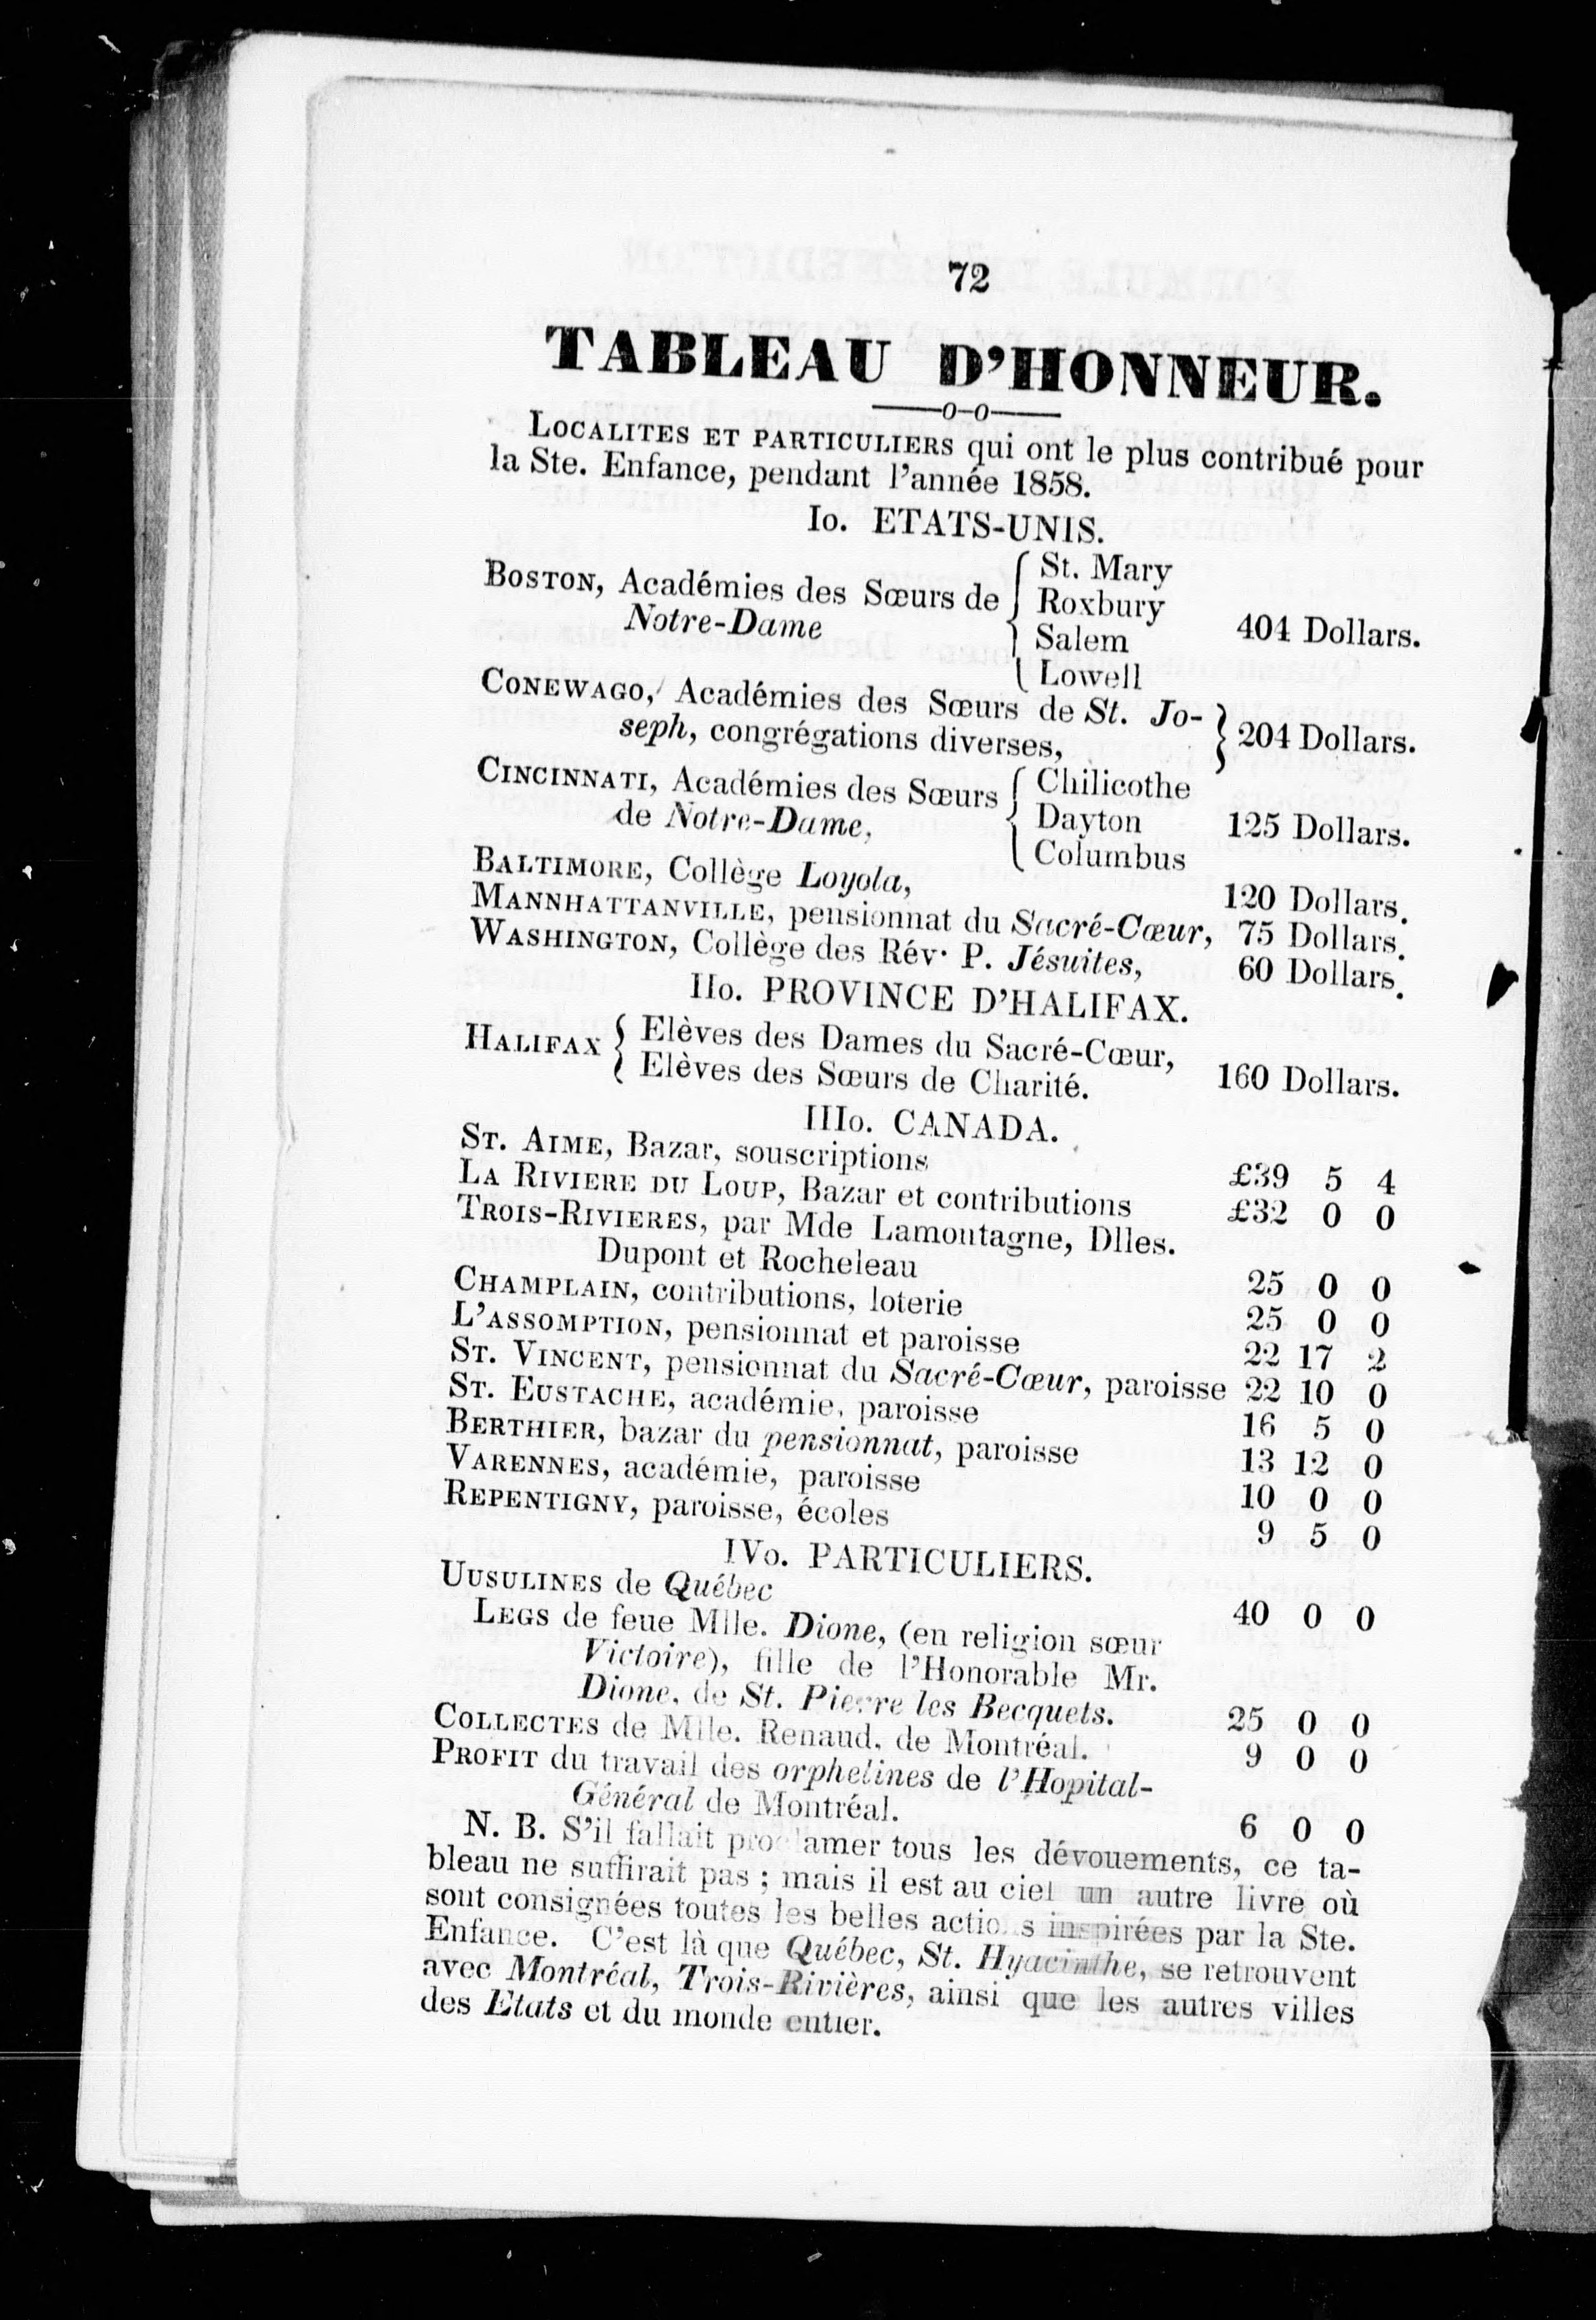 72
TABLEAU D'HONNEUR.
—o-o—
LOCALITES ET PARTICULIERS qui ont le plus contribué pour
la Ste. Enfance, pendant l'année 1858.
Io. ETATS-UNIS.
BOSTON, Académies des Sœurs de Notre-Dame { St. Mary
Roxbury
Salem
Lowell 404 Dollars.
CONEWAGO, Académies des Sœurs de St. Jo-
seph, congrégations diverses, } 204 Dollars.
CINCINNATI, Académies des Sœurs de Notre-Dame, { Chilicothe
Dayton
Columbus 125 Dollars.
BALTIMORE, Collège Loyola, 120 Dollars.
MANNHATTANVILLE, pensionnat du Sacré-Cœur, 75 Dollars.
WASHINGTON, Collège des Rév. P. Jésuites, 60 Dollars.
IIo. PROVINCE D'HALIFAX.
HALIFAX { Elèves des Dames du Sacré-Cœur,
Elèves des Sœurs de Charité. 160 Dollars.
IIIo. CANADA.
ST. AIME, Bazar, souscriptions £39 5 4
LA RIVIERE DU LOUP, Bazar et contributions £32 0 0
TROIS-RIVIERES, par Mde Lamontagne, Dlles.
Dupont et Rocheleau 25 0 0
CHAMPLAIN, contributions, loterie 25 0 0
L'ASSOMPTION, pensionnat et paroisse 22 17 2
ST. VINCENT, pensionnat du Sacré-Cœur, paroisse 22 10 0
ST. EUSTACHE, académie, paroisse 16 5 0
BERTHIER, bazar du pensionnat, paroisse 13 12 0
VARENNES, académie, paroisse 10 0 0
REPENTIGNY, paroisse, écoles 9 5 0
IVo. PARTICULIERS.
UUSULINES de Québec 40 0 0
LEGS de feue Mlle. Dione, (en religion sœur
Victoire), fille de l'Honorable Mr.
Dione, de St. Pierre les Becquets. 25 0 0
COLLECTES de Mlle. Renaud, de Montréal. 9 0 0
PROFIT du travail des orphelines de l'Hopital-
Général de Montréal. 6 0 0
N. B. S'il fallait proclamer tous les dévouements, ce ta-
bleau ne suffirait pas ; mais il est au ciel un autre livre où
sont consignées toutes les belles actions inspirées par la Ste.
Enfance. C'est là que Québec, St. Hyacinthe, se retrouvent
avec Montréal, Trois-Rivières, ainsi que les autres villes
des Etats et du monde entier.